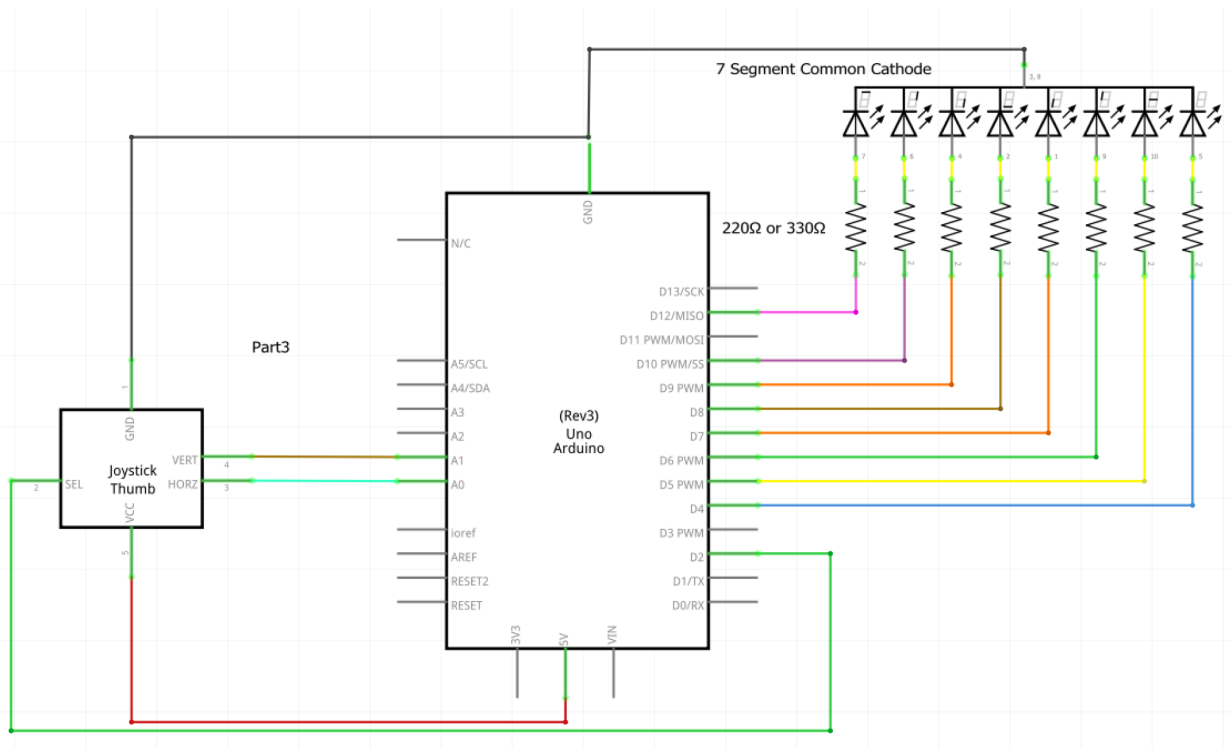 7 Segment Common Cathode
3, 8
7
6
4
2
1
9
10
5
1
1
1
1
1
1
1
1
220Ω or 330Ω
2
2
2
2
2
2
2
2
GND
N/C
D13/SCK
D12/MISO
D11 PWM/MOSI
Part3
A5/SCL
D10 PWM/SS
A4/SDA
D9 PWM
A3
D8
A2
D7
A1
D6 PWM
A0
D5 PWM
D4
(Rev3)
Uno
Arduino
ioref
D3 PWM
AREF
D2
RESET2
D1/TX
RESET
D0/RX
3V3
5V
VIN
1
GND
VERT
4
Joystick
Thumb
SEL
2
HORZ
3
VCC
5